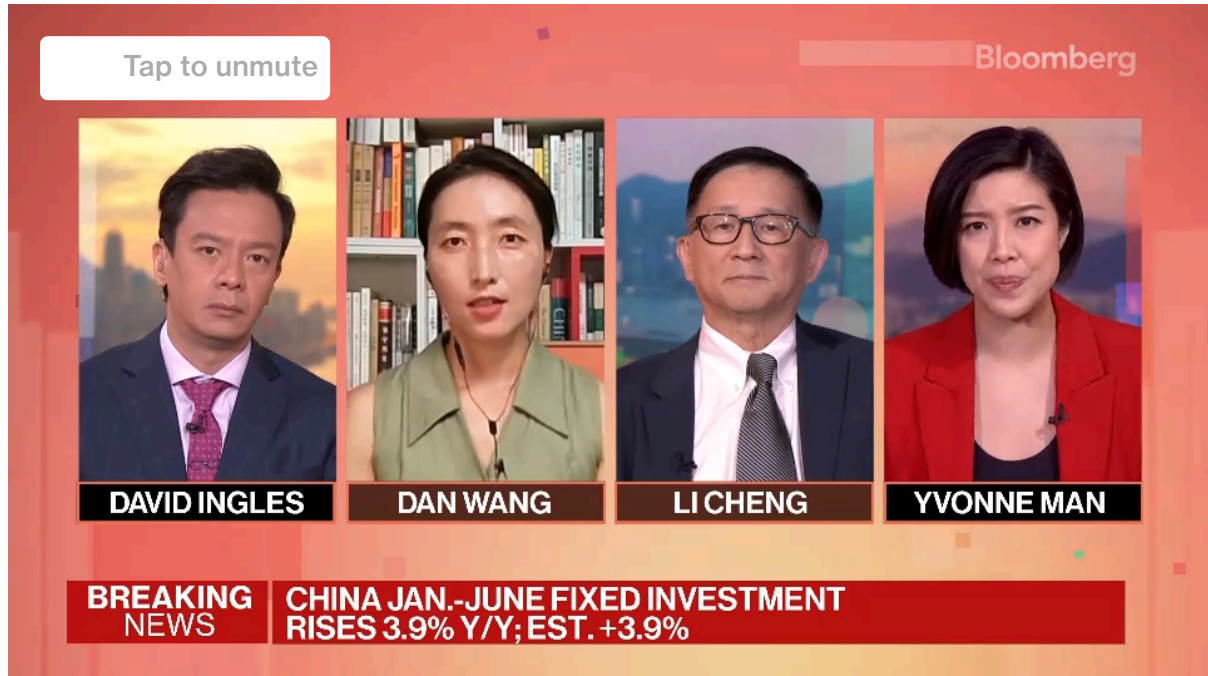 Tap to unmute
Bloomberg
DAVID INGLES
DAN WANG
LI CHENG
YVONNE MAN
BREAKING
NEWS
CHINA JAN.-JUNE FIXED INVESTMENT
RISES 3.9% Y/Y; EST. +3.9%